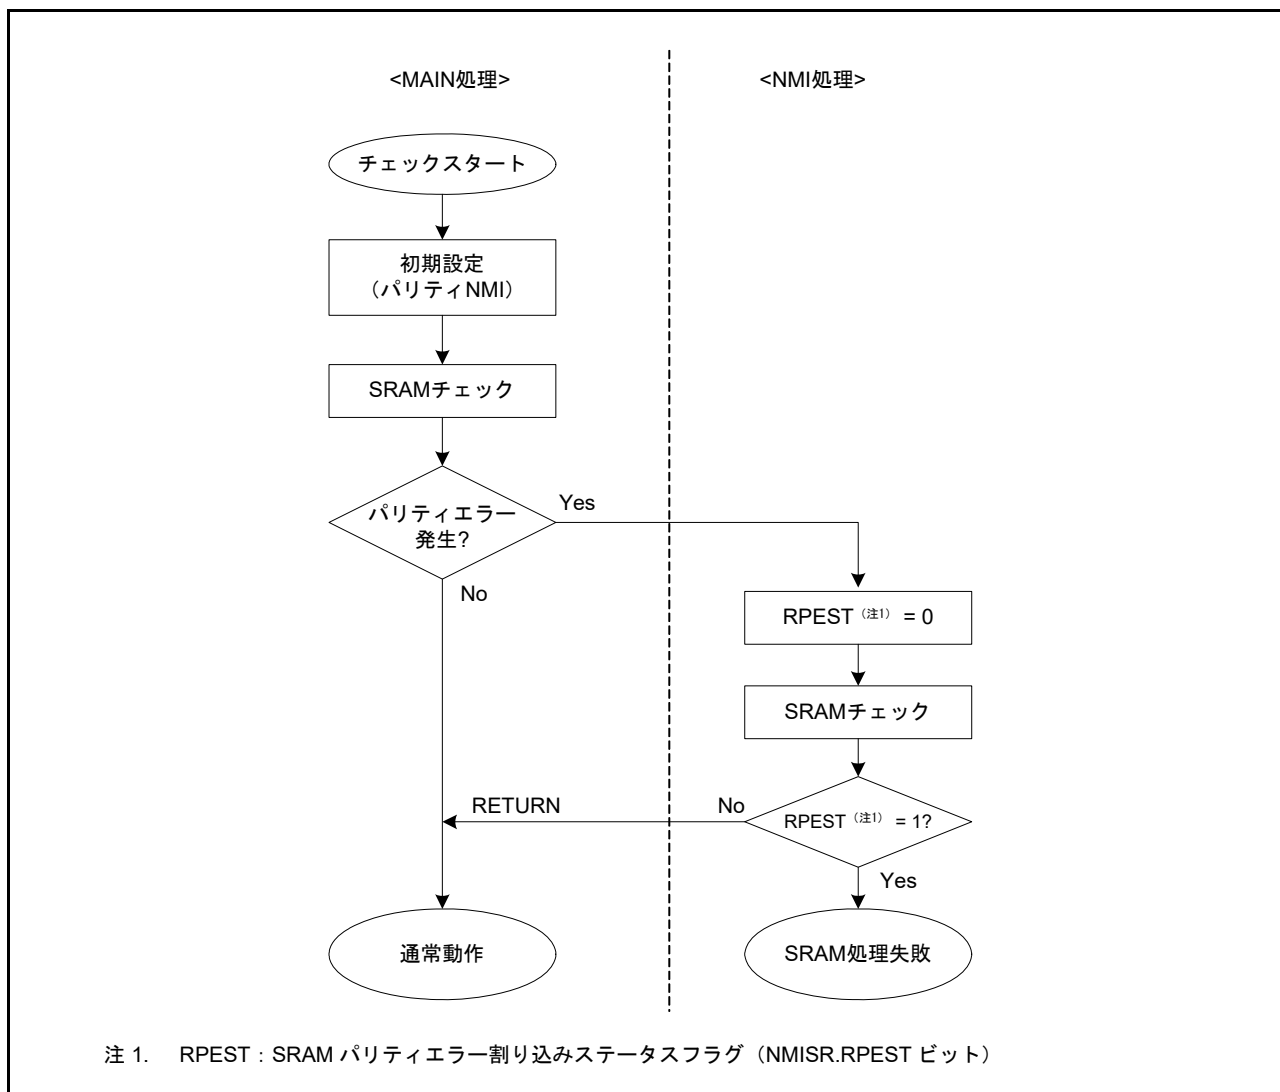 <MAIN処理>
<NMI処理>
チェックスタート
初期設定
（パリティNMI）
SRAMチェック
パリティエラー
発生?
Yes
No
RPEST（注1） = 0
SRAMチェック
RPEST（注1） = 1?
No
RETURN
Yes
通常動作
SRAM処理失敗
注 1. RPEST：SRAM パリティエラー割り込みステータスフラグ（NMISR.RPEST ビット）